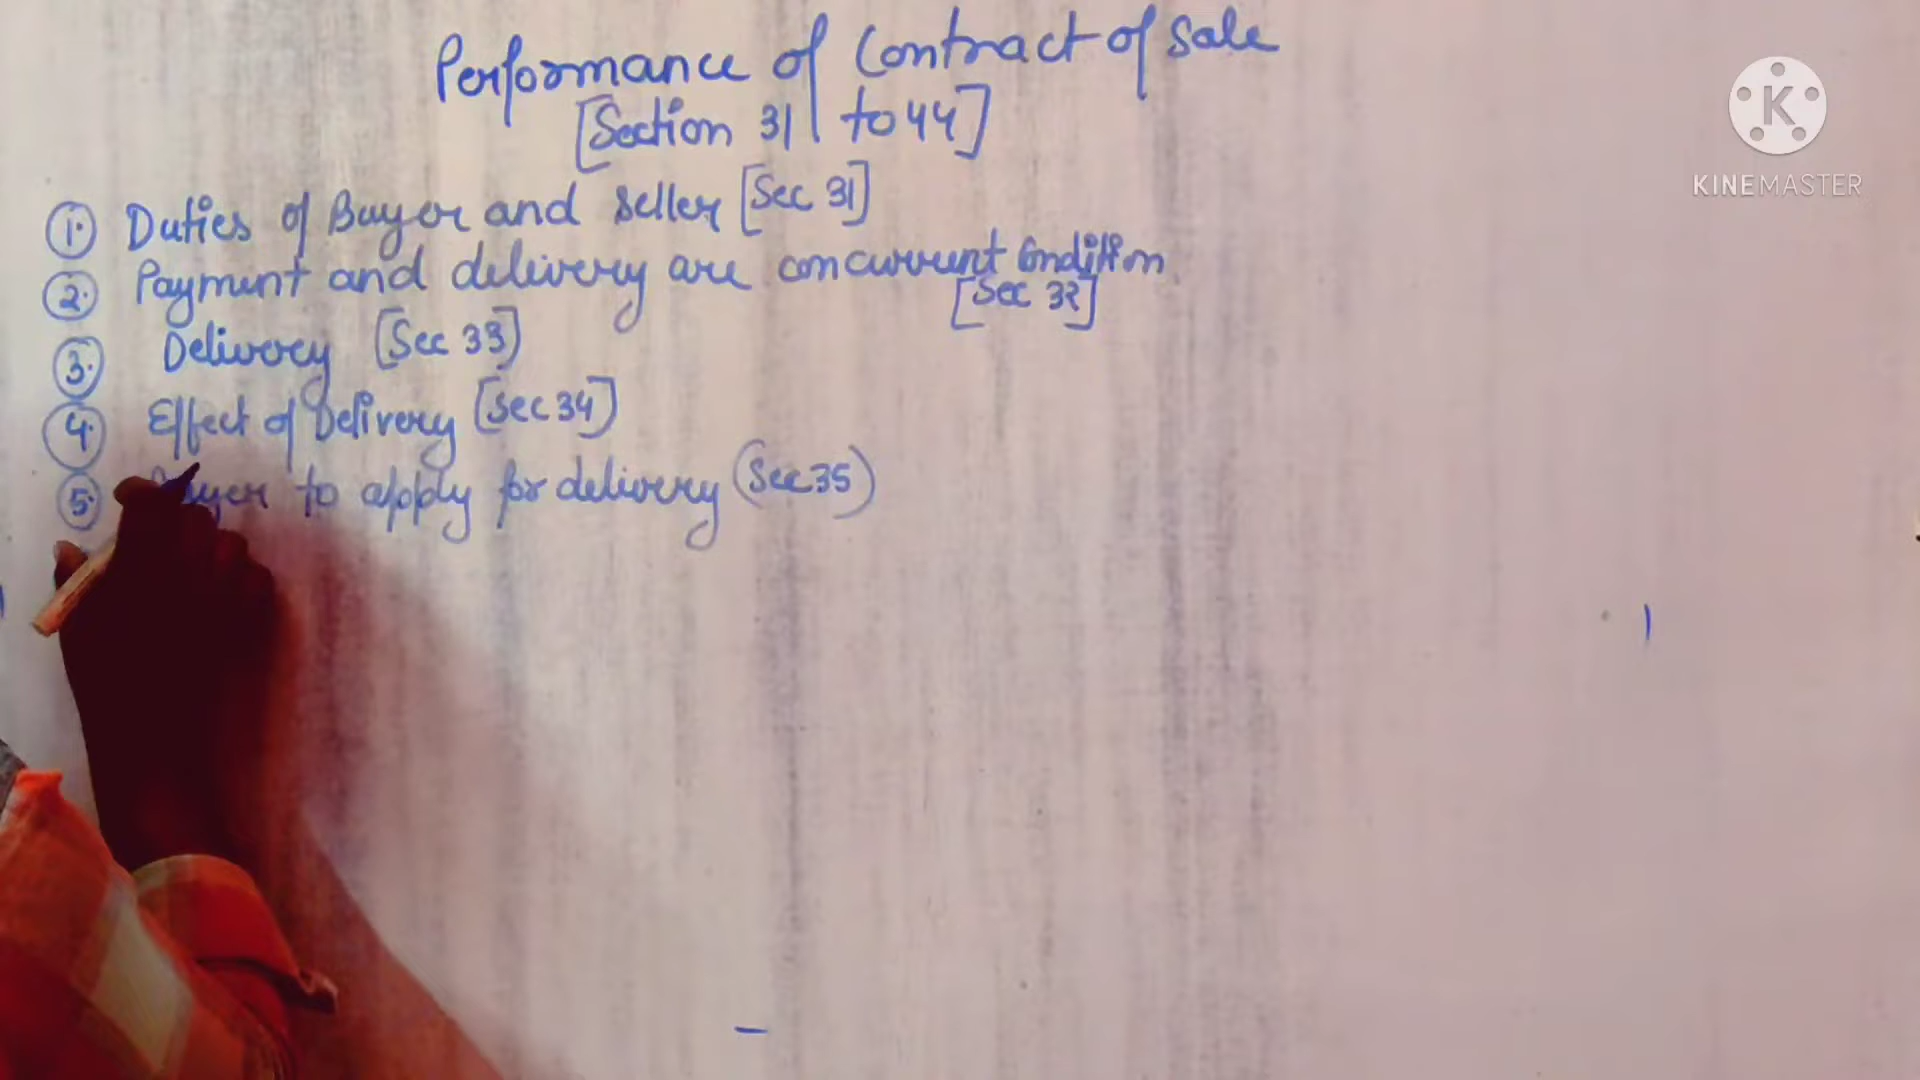 Performance of Contract of Sale
[Section 31 to 44]
1. Duties of Buyer and Seller [Sec 31]
2. Payment and delivery are concurrent Condition
[Sec 32]
3. Delivery [Sec 33]
4. Effect of Delivery [Sec 34]
5. to apply for delivery (Sec 35)
K
KINEMASTER